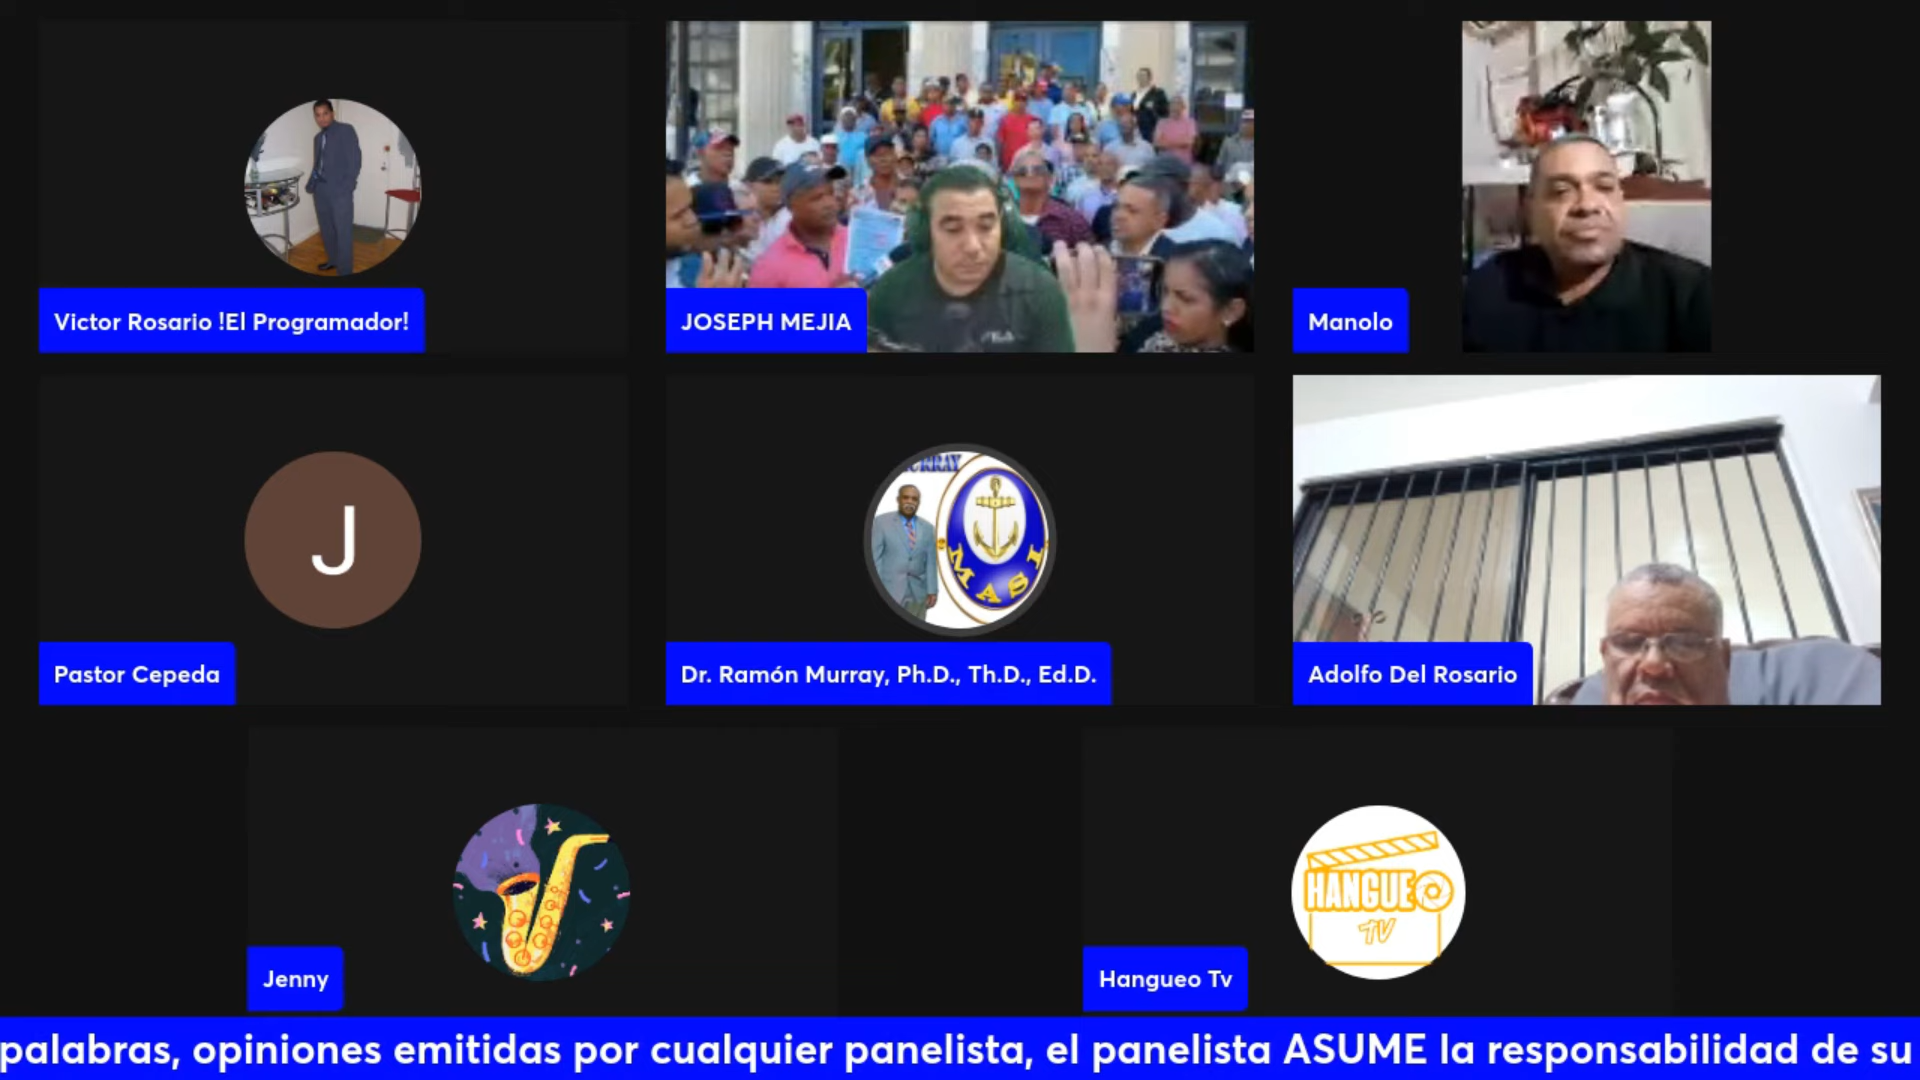 Victor Rosario !El Programador!
JOSEPH MEJIA
Manolo
J
Pastor Cepeda
MURRAY
MASI
Dr. Ramón Murray, Ph.D., Th.D., Ed.D.
Adolfo Del Rosario
Jenny
HANGUEO
TV
Hangueo Tv
palabras, opiniones emitidas por cualquier panelista, el panelista ASUME la responsabilidad de su